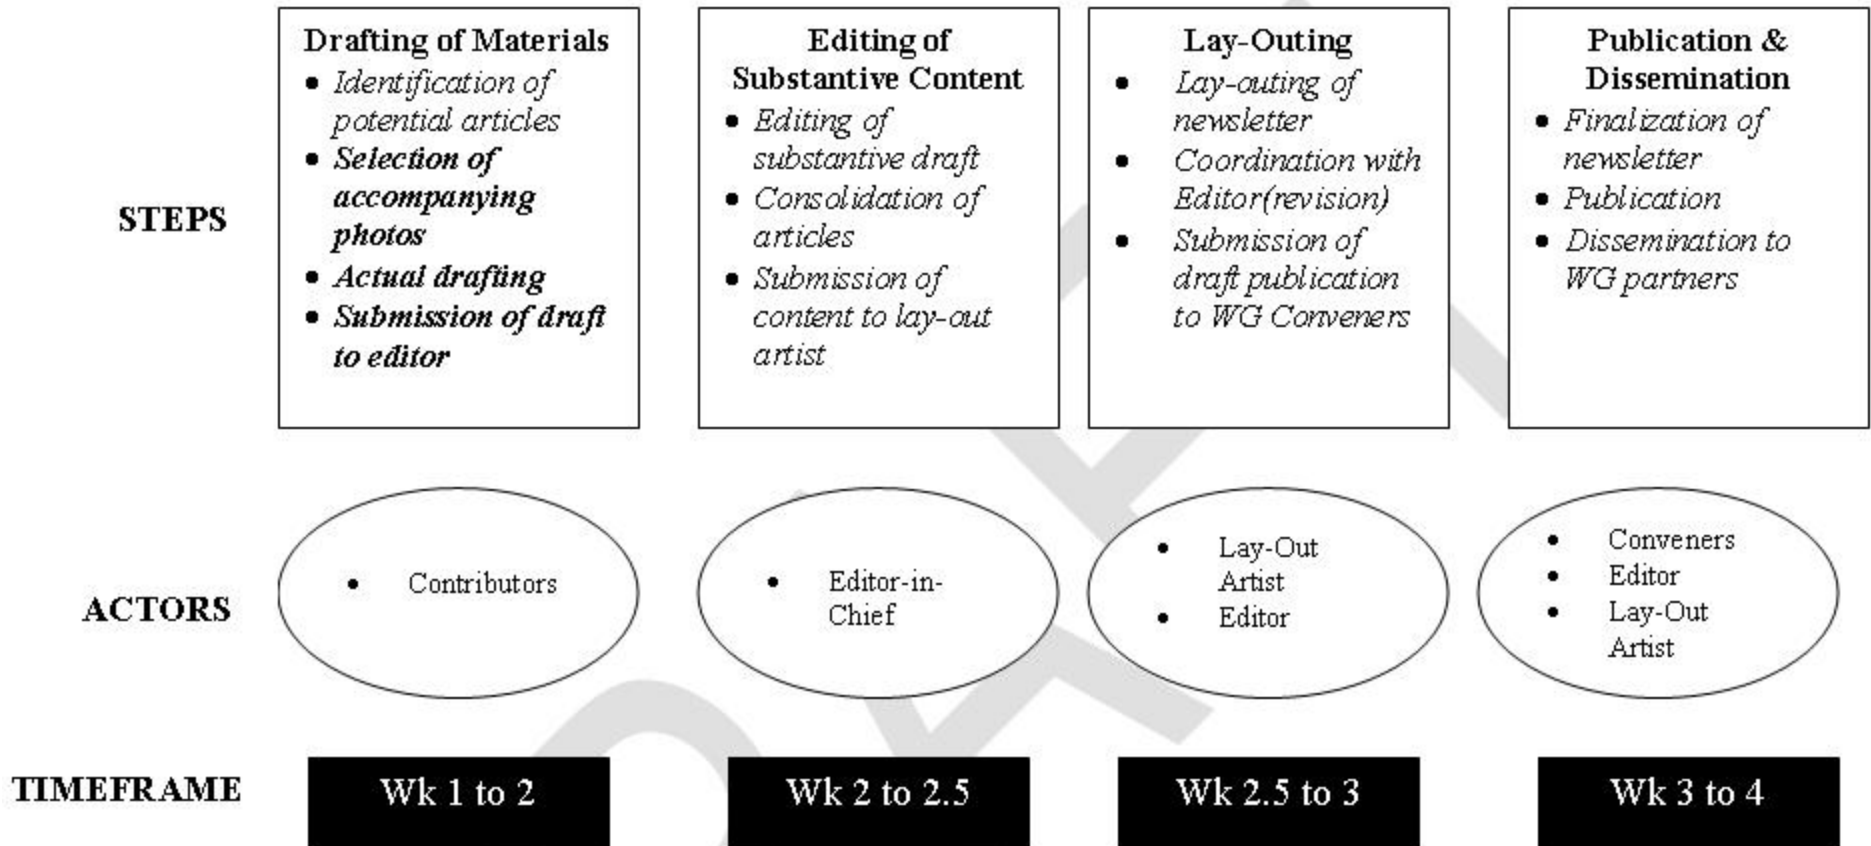 STEPS
Drafting of Materials
• Identification of
potential articles
• Selection of
accompanying
photos
• Actual drafting
• Submission of draft
to editor
Editing of
Substantive Content
• Editing of
substantive draft
• Consolidation of
articles
• Submission of
content to lay-out
artist
Lay-Outing
• Lay-outing of
newsletter
• Coordination with
Editor(revision)
• Submission of
draft publication
to WG Conveners
Publication &
Dissemination
• Finalization of
newsletter
• Publication
• Dissemination to
WG partners
ACTORS
• Contributors
• Editor-in-
Chief
• Lay-Out
Artist
• Editor
• Conveners
• Editor
• Lay-Out
Artist
TIMEFRAME
Wk 1 to 2
Wk 2 to 2.5
Wk 2.5 to 3
Wk 3 to 4